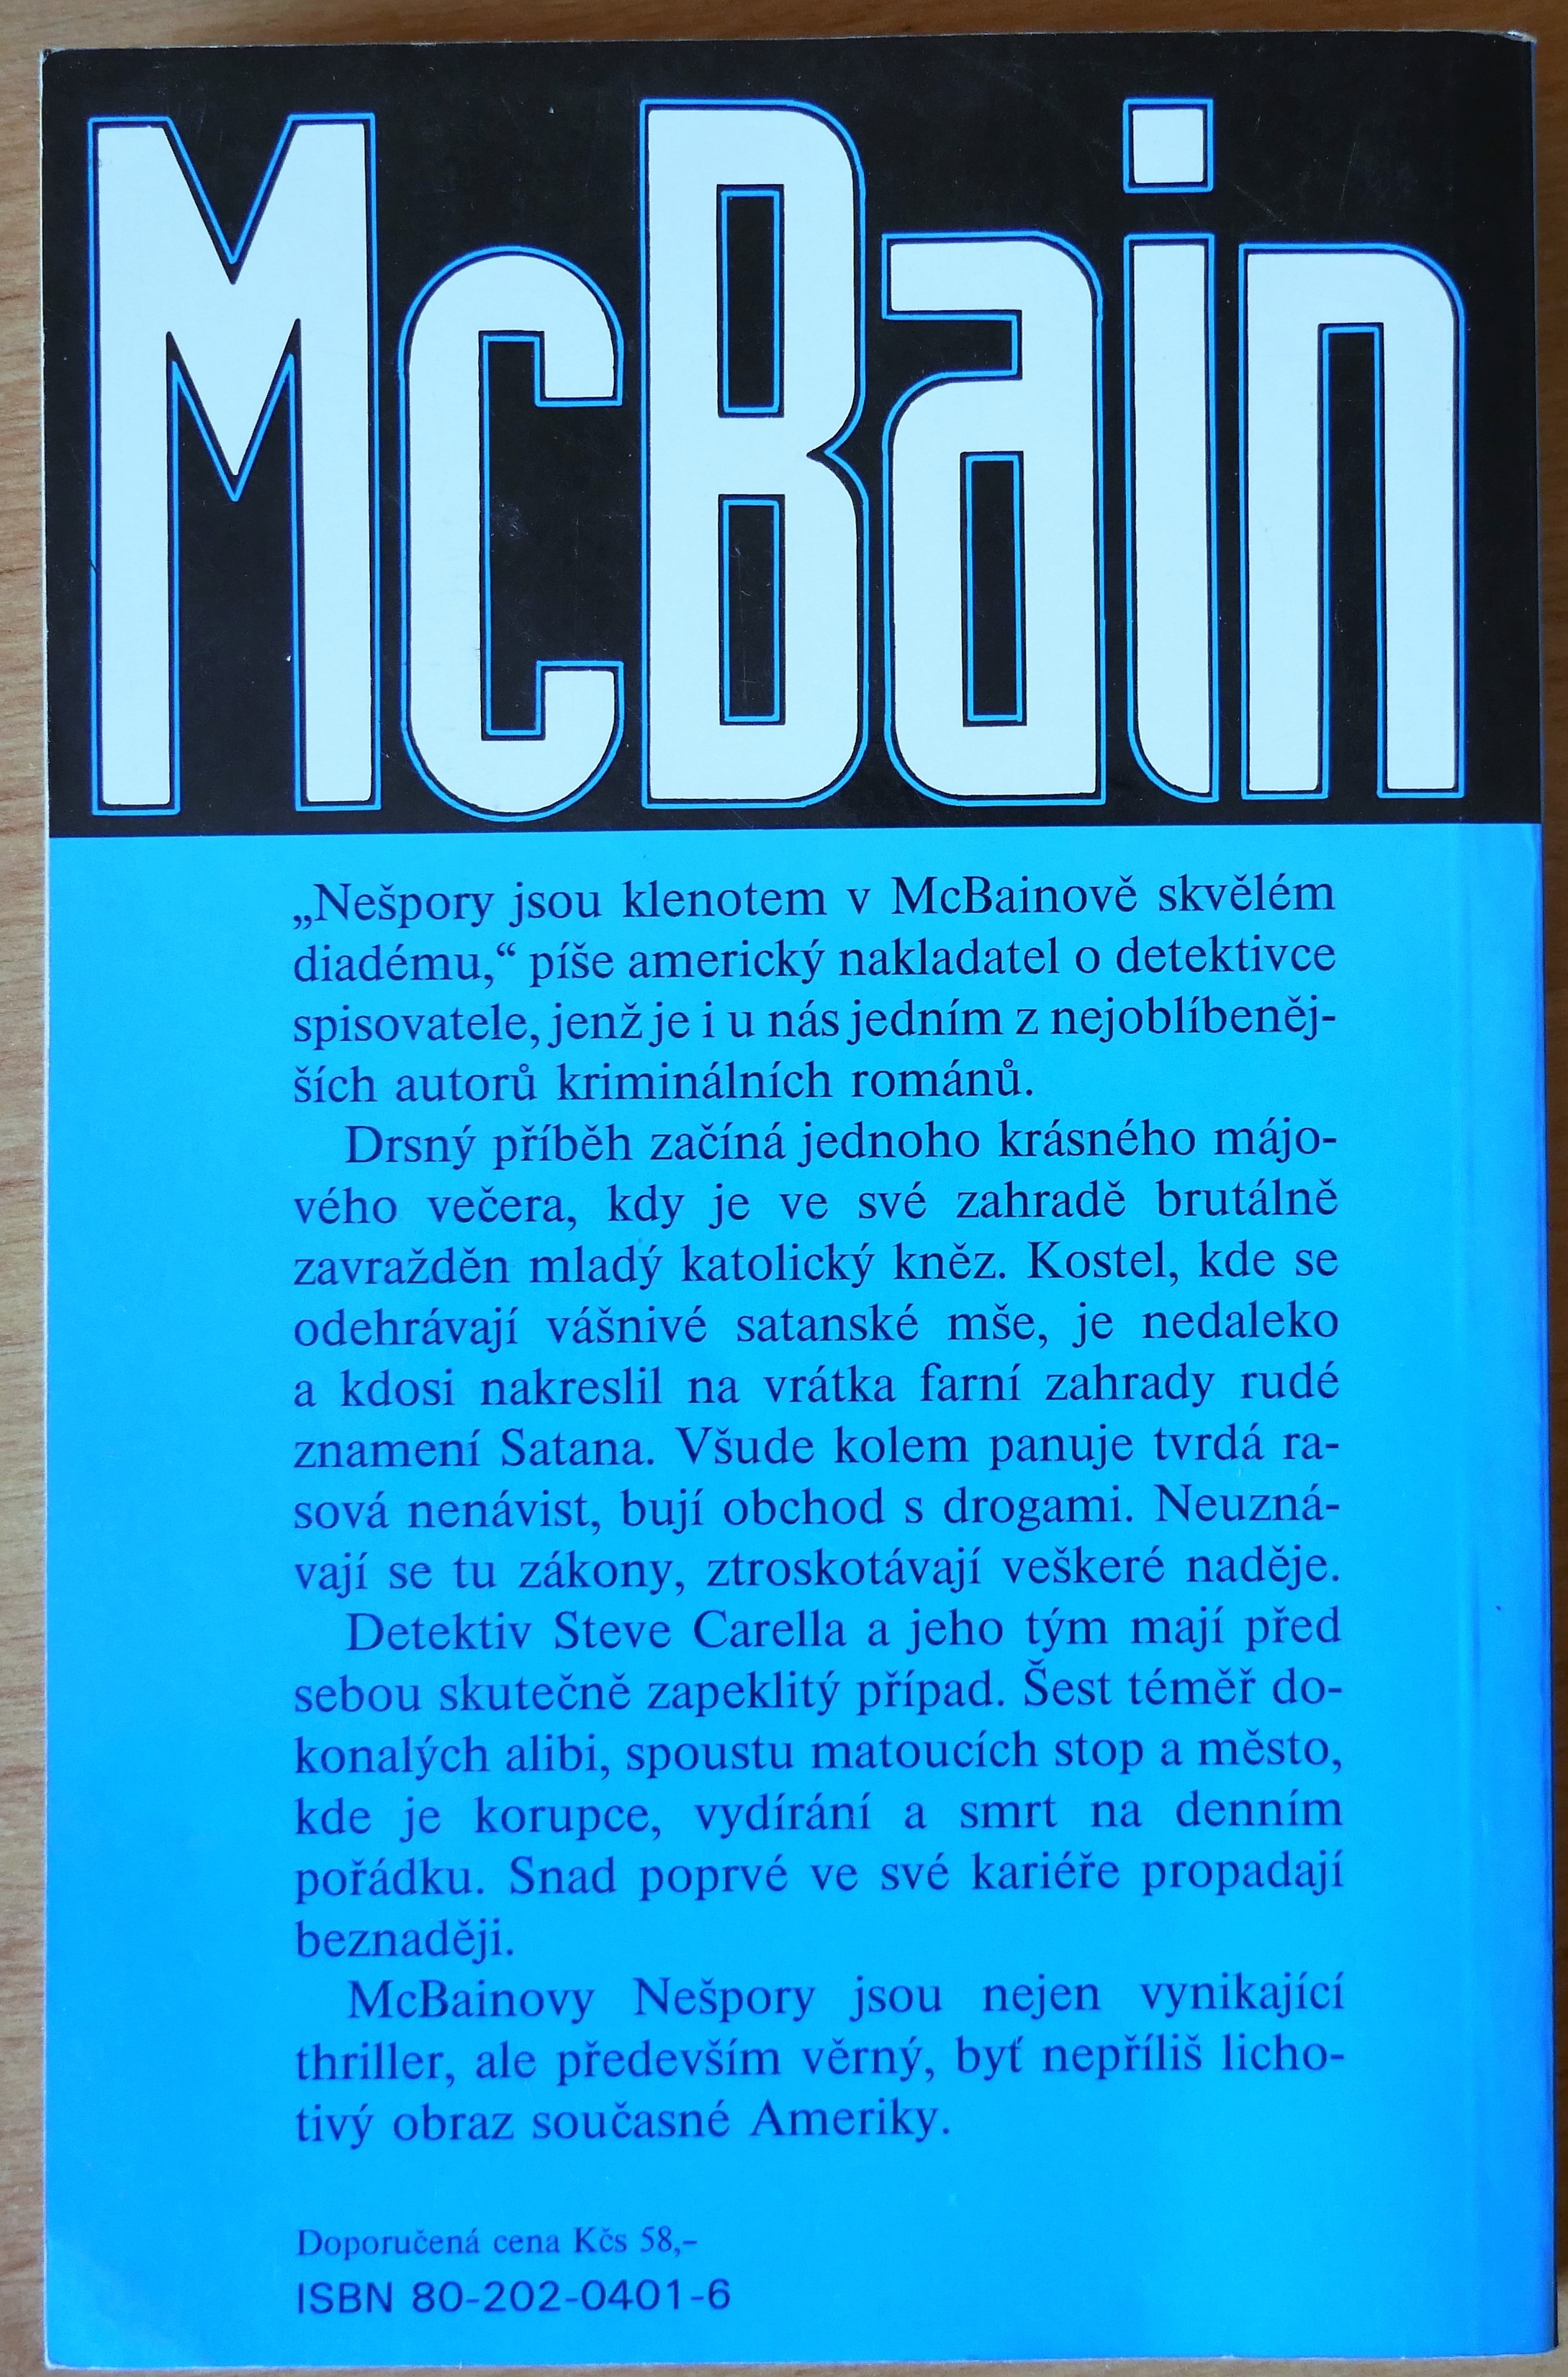 McBain
„Nešpory jsou klenotem v McBainově skvělém
diadému,“ píše americký nakladatel o detektivce
spisovatele, jenž je i u nás jedním z nejoblíbeněj-
ších autorů kriminálních románů.
Drsný příběh začíná jednoho krásného májo-
vého večera, kdy je ve své zahradě brutálně
zavražděn mladý katolický kněz. Kostel, kde se
odehrávají vášnivé satanské mše, je nedaleko
a kdosi nakreslil na vrátka farní zahrady rudé
znamení Satana. Všude kolem panuje tvrdá ra-
sová nenávist, bují obchod s drogami. Neuzná-
vají se tu zákony, ztroskotávají veškeré naděje.
Detektiv Steve Carella a jeho tým mají před
sebou skutečně zapeklitý případ. Šest téměř do-
konalých alibi, spoustu matoucích stop a město,
kde je korupce, vydírání a smrt na denním
pořádku. Snad poprvé ve své kariéře propadají
beznaději.
McBainovy Nešpory jsou nejen vynikající
thriller, ale především věrný, byť nepříliš licho-
tivý obraz současné Ameriky.
Doporučená cena Kčs 58,–
ISBN 80-202-0401-6